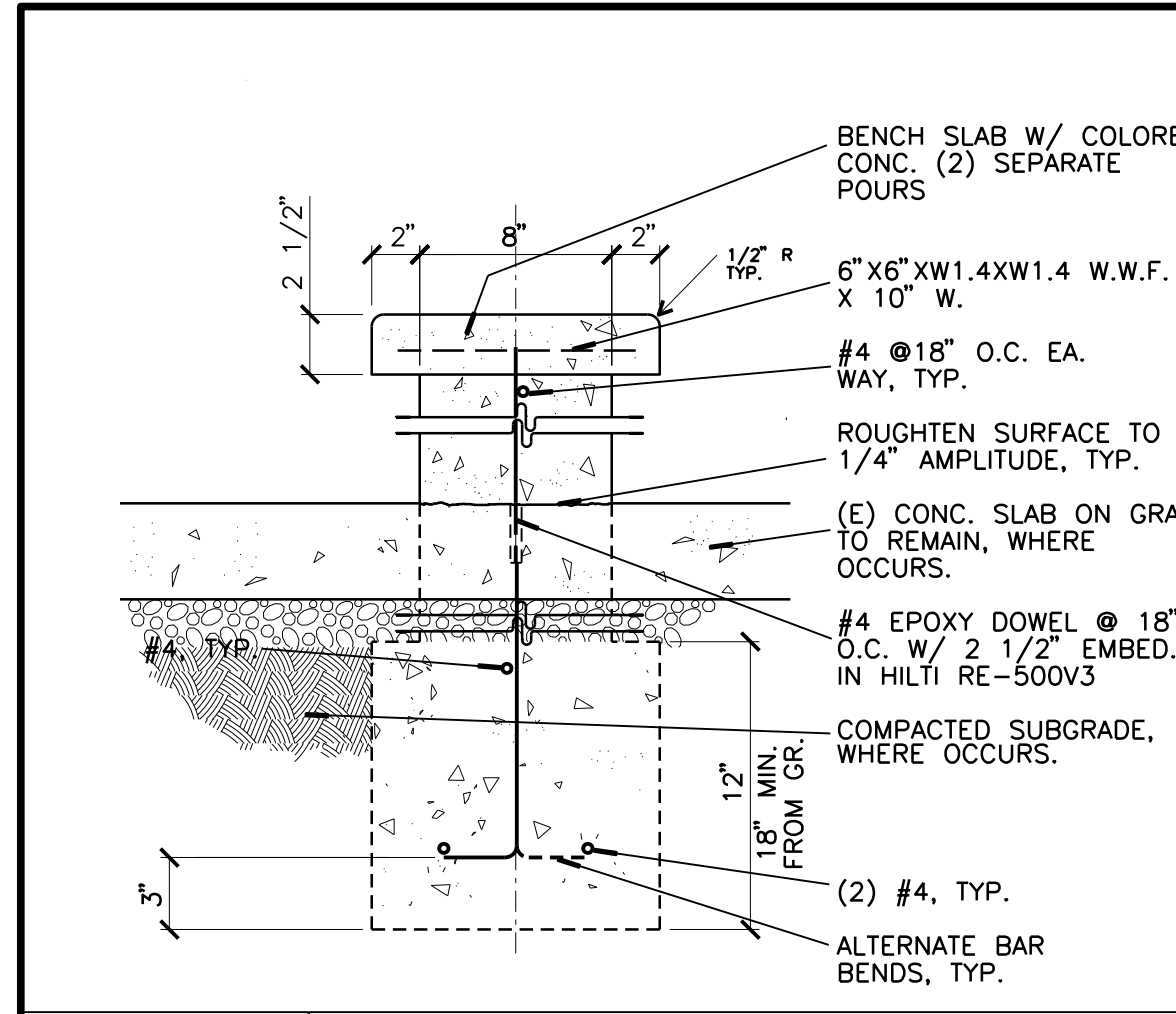 BENCH SLAB W/ COLORE
CONC. (2) SEPARATE
POURS
2 1/2"
2"
8"
2"
1/2" R
TYP.
6"X6"XW1.4XW1.4 W.W.F.
X 10" W.
#4 @18" O.C. EA.
WAY, TYP.
ROUGHTEN SURFACE TO
1/4" AMPLITUDE, TYP.
(E) CONC. SLAB ON GRA
TO REMAIN, WHERE
OCCURS.
#4 EPOXY DOWEL @ 18"
O.C. W/ 2 1/2" EMBED.
IN HILTI RE-500V3
#4, TYP.
COMPACTED SUBGRADE,
WHERE OCCURS.
12"
18" MIN.
FROM GR.
3"
(2) #4, TYP.
ALTERNATE BAR
BENDS, TYP.